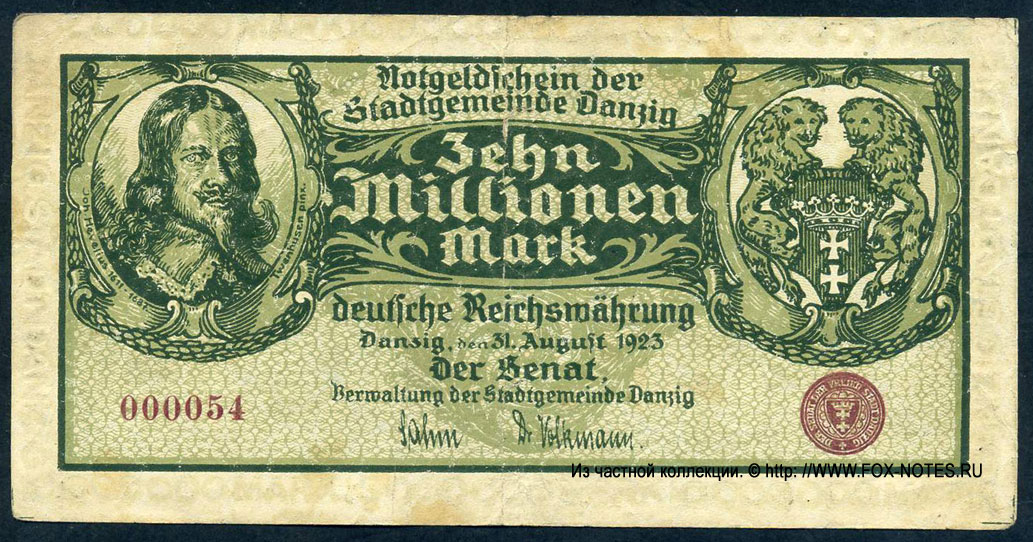 Notgeldschein der
Stadtgemeinde Danzig
Zehn
Millionen
Mark
deutsche Reichswährung
Danzig, den 31. August 1923
Der Senat,
Verwaltung der Stadtgemeinde Danzig
Sahm Dr. Volkmann.
000054
Из частной коллекции. © http: //WWW.FOX-NOTES.RU